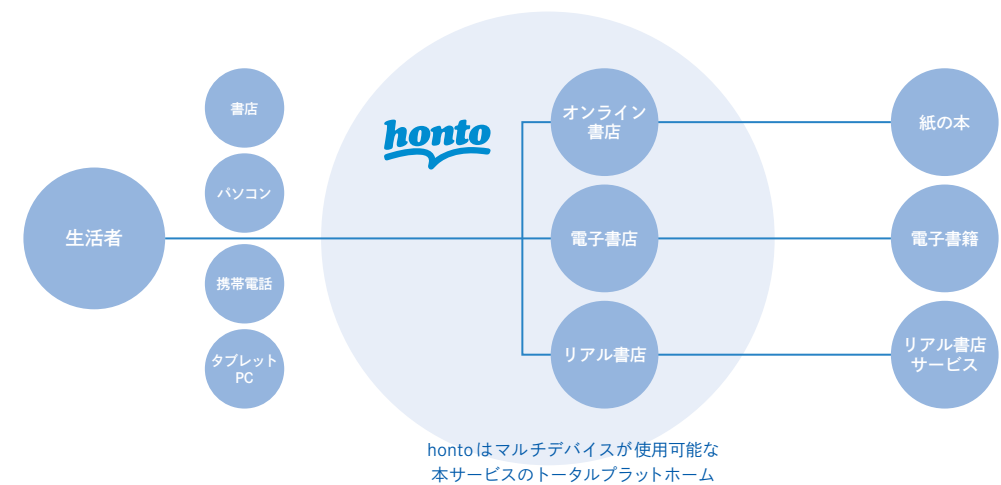 生活者
書店
パソコン
携帯電話
タブレット
PC
honto
オンライン
書店
電子書店
リアル書店
紙の本
電子書籍
リアル書店
サービス
hontoはマルチデバイスが使用可能な
本サービスのトータルプラットホーム